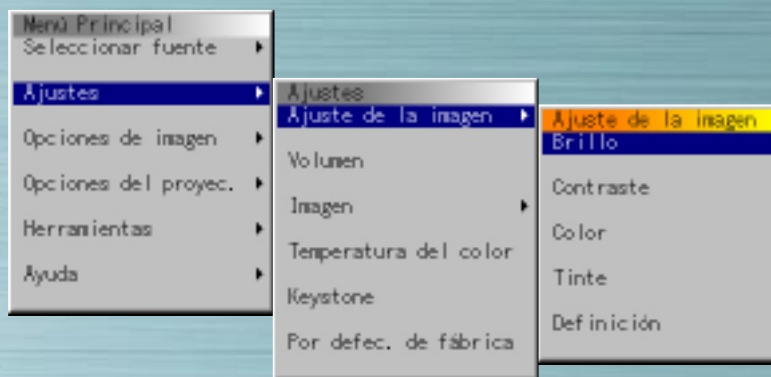 Menú Principal
Seleccionar fuente
Ajustes
Opciones de imagen
Opciones del proyec.
Herramientas
Ayuda
Ajustes
Ajuste de la imagen
Volumen
Imagen
Temperatura del color
Keystone
Por defec. de fábrica
Ajuste de la imagen
Brillo
Contraste
Color
Tinte
Definición